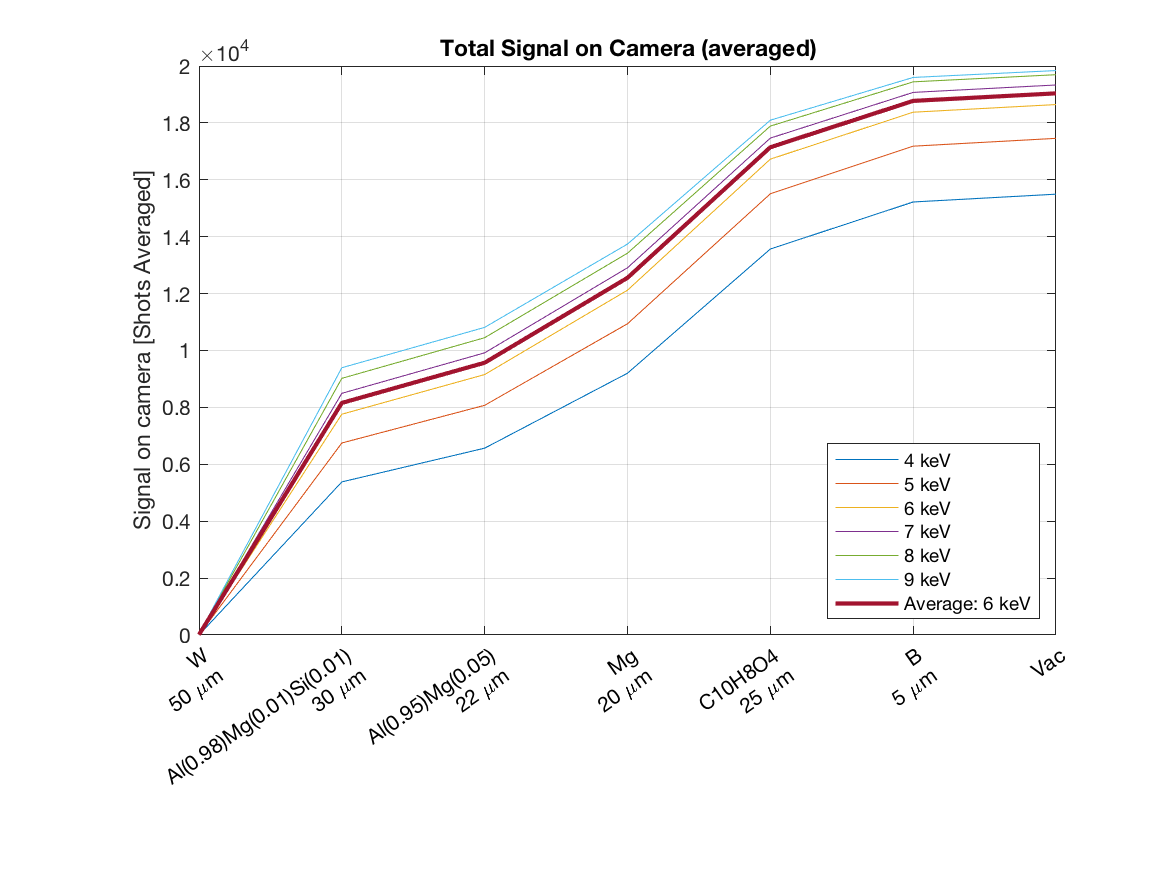 Total Signal on Camera (averaged)
×10⁴
2
1.8
1.6
1.4
1.2
1
0.8
0.6
0.4
0.2
0
Signal on camera [Shots Averaged]
W
50 μm
Al(0.98)Mg(0.01)Si(0.01)
30 μm
Al(0.95)Mg(0.05)
22 μm
Mg
20 μm
C10H8O4
25 μm
B
5 μm
Vac
4 keV
5 keV
6 keV
7 keV
8 keV
9 keV
Average: 6 keV